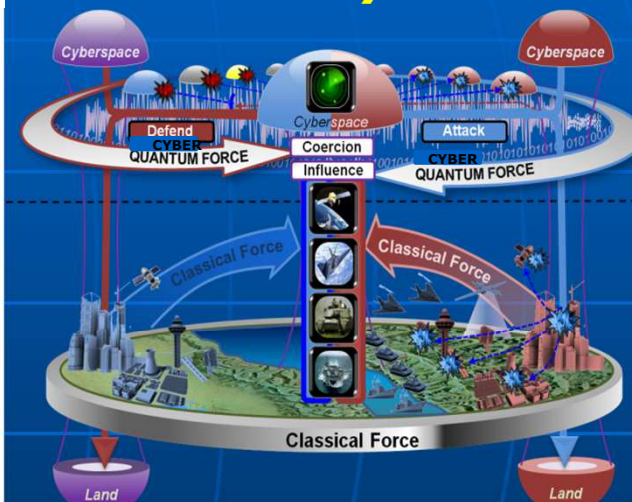 Cyberspace
Cyberspace
Cyberspace
Defend
CYBER
QUANTUM FORCE
Coercion
Influence
Attack
CYBER
QUANTUM FORCE
Classical Force
Classical Force
Classical Force
Land
Land